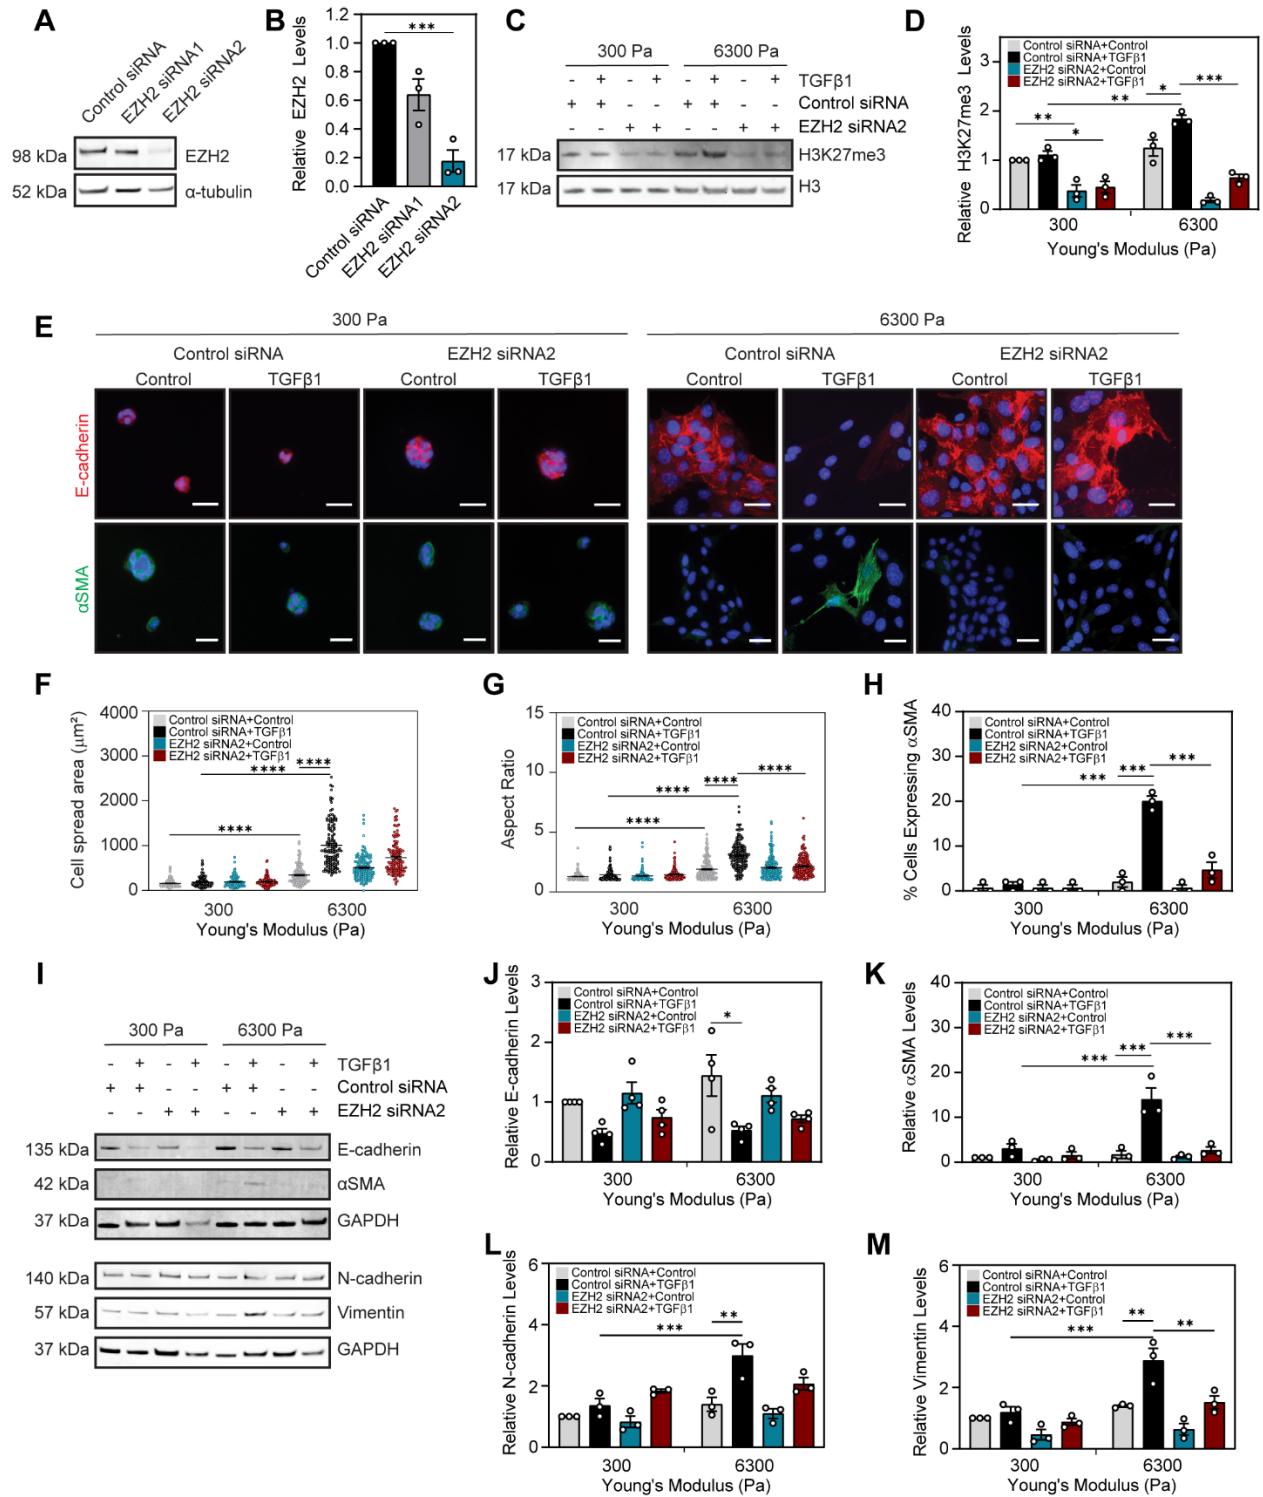 A
Control siRNA
EZH2 siRNA1
EZH2 siRNA2
98 kDa
EZH2
52 kDa
α-tubulin
B
Relative EZH2 Levels
1.2
1.0
0.8
0.6
0.4
0.2
0.0
***
Control siRNA
EZH2 siRNA1
EZH2 siRNA2
C
300 Pa 6300 Pa
- + - + - + - + TGFβ1
+ + - - + + - - Control siRNA
- - + + - - + + EZH2 siRNA2
17 kDa
H3K27me3
17 kDa
H3
D
Relative H3K27me3 Levels
3
2
1
0
Control siRNA+Control
Control siRNA+TGFβ1
EZH2 siRNA2+Control
EZH2 siRNA2+TGFβ1
* ***
**
**
*
300 6300
Young's Modulus (Pa)
E
300 Pa 6300 Pa
Control siRNA EZH2 siRNA2 Control siRNA EZH2 siRNA2
Control TGFβ1 Control TGFβ1 Control TGFβ1 Control TGFβ1
E-cadherin
αSMA
F
Cell spread area (μm²)
4000
3000
2000
1000
0
Control siRNA+Control
Control siRNA+TGFβ1
EZH2 siRNA2+Control
EZH2 siRNA2+TGFβ1
****
****
****
300 6300
Young's Modulus (Pa)
G
Aspect Ratio
15
10
5
0
Control siRNA+Control
Control siRNA+TGFβ1
EZH2 siRNA2+Control
EZH2 siRNA2+TGFβ1
**** ****
****
****
300 6300
Young's Modulus (Pa)
H
% Cells Expressing αSMA
40
30
20
10
0
Control siRNA+Control
Control siRNA+TGFβ1
EZH2 siRNA2+Control
EZH2 siRNA2+TGFβ1
*** ***
***
300 6300
Young's Modulus (Pa)
I
300 Pa 6300 Pa
- + - + - + - + TGFβ1
+ + - - + + - - Control siRNA
- - + + - - + + EZH2 siRNA2
135 kDa
E-cadherin
42 kDa
αSMA
37 kDa
GAPDH
140 kDa
N-cadherin
57 kDa
Vimentin
37 kDa
GAPDH
J
Relative E-cadherin Levels
3
2
1
0
Control siRNA+Control
Control siRNA+TGFβ1
EZH2 siRNA2+Control
EZH2 siRNA2+TGFβ1
*
300 6300
Young's Modulus (Pa)
K
Relative αSMA Levels
40
30
20
10
0
Control siRNA+Control
Control siRNA+TGFβ1
EZH2 siRNA2+Control
EZH2 siRNA2+TGFβ1
*** ***
***
300 6300
Young's Modulus (Pa)
L
Relative N-cadherin Levels
6
4
2
0
Control siRNA+Control
Control siRNA+TGFβ1
EZH2 siRNA2+Control
EZH2 siRNA2+TGFβ1
**
***
300 6300
Young's Modulus (Pa)
M
Relative Vimentin Levels
6
4
2
0
Control siRNA+Control
Control siRNA+TGFβ1
EZH2 siRNA2+Control
EZH2 siRNA2+TGFβ1
** **
***
300 6300
Young's Modulus (Pa)